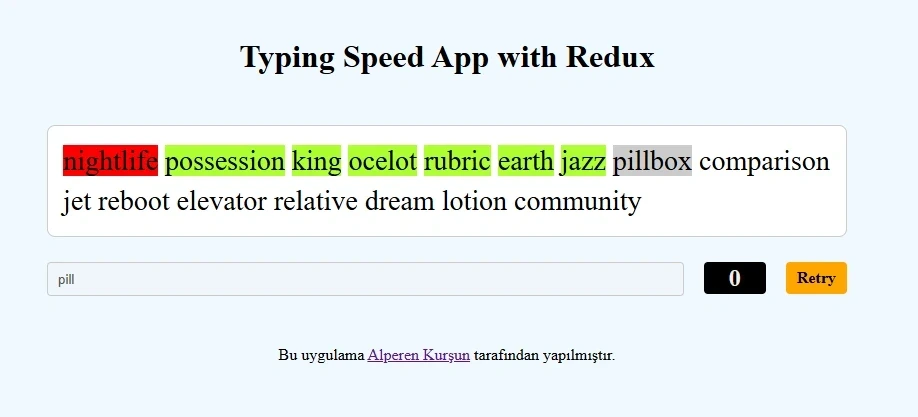 Typing Speed App with Redux
nightlife possession king ocelot rubric earth jazz pillbox comparison
jet reboot elevator relative dream lotion community
pill 0 Retry
Bu uygulama Alperen Kurşun tarafından yapılmıştır.